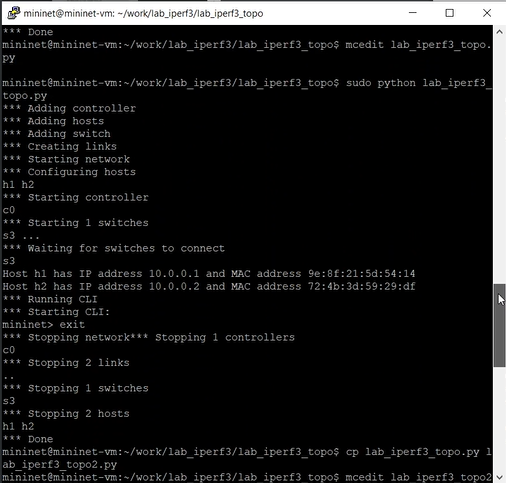 mininet@mininet-vm: ~/work/lab_iperf3/lab_iperf3_topo
*** Done
mininet@mininet-vm:~/work/lab_iperf3/lab_iperf3_topo$ mcedit lab_iperf3_topo.
py
mininet@mininet-vm:~/work/lab_iperf3/lab_iperf3_topo$ sudo python lab_iperf3_
topo.py
*** Adding controller
*** Adding hosts
*** Adding switch
*** Creating links
*** Starting network
*** Configuring hosts
h1 h2
*** Starting controller
c0
*** Starting 1 switches
s3 ...
*** Waiting for switches to connect
s3
Host h1 has IP address 10.0.0.1 and MAC address 9e:8f:21:5d:54:14
Host h2 has IP address 10.0.0.2 and MAC address 72:4b:3d:59:29:df
*** Running CLI
*** Starting CLI:
mininet> exit
*** Stopping network*** Stopping 1 controllers
c0
*** Stopping 2 links
..
*** Stopping 1 switches
s3
*** Stopping 2 hosts
h1 h2
*** Done
mininet@mininet-vm:~/work/lab_iperf3/lab_iperf3_topo$ cp lab_iperf3_topo.py l
ab_iperf3_topo2.py
mininet@mininet-vm:~/work/lab_iperf3/lab_iperf3_topo$ mcedit lab_iperf3_topo2